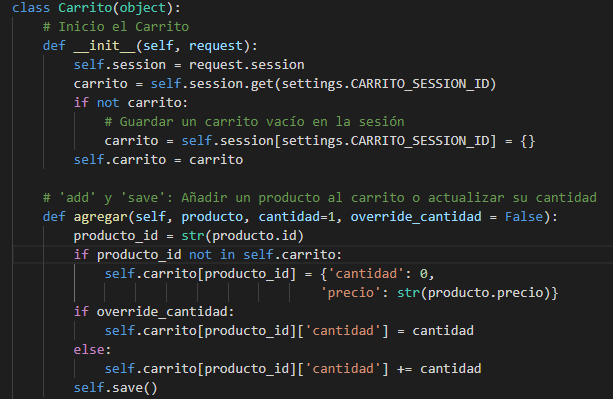 class Carrito(object):
    # Inicio el Carrito
    def __init__(self, request):
        self.session = request.session
        carrito = self.session.get(settings.CARRITO_SESSION_ID)
        if not carrito:
            # Guardar un carrito vacío en la sesión
            carrito = self.session[settings.CARRITO_SESSION_ID] = {}
        self.carrito = carrito

    # 'add' y 'save': Añadir un producto al carrito o actualizar su cantidad
    def agregar(self, producto, cantidad=1, override_cantidad = False):
        producto_id = str(producto.id)
        if producto_id not in self.carrito:
            self.carrito[producto_id] = {'cantidad': 0,
                                        'precio': str(producto.precio)}
        if override_cantidad:
            self.carrito[producto_id]['cantidad'] = cantidad
        else:
            self.carrito[producto_id]['cantidad'] += cantidad
        self.save()